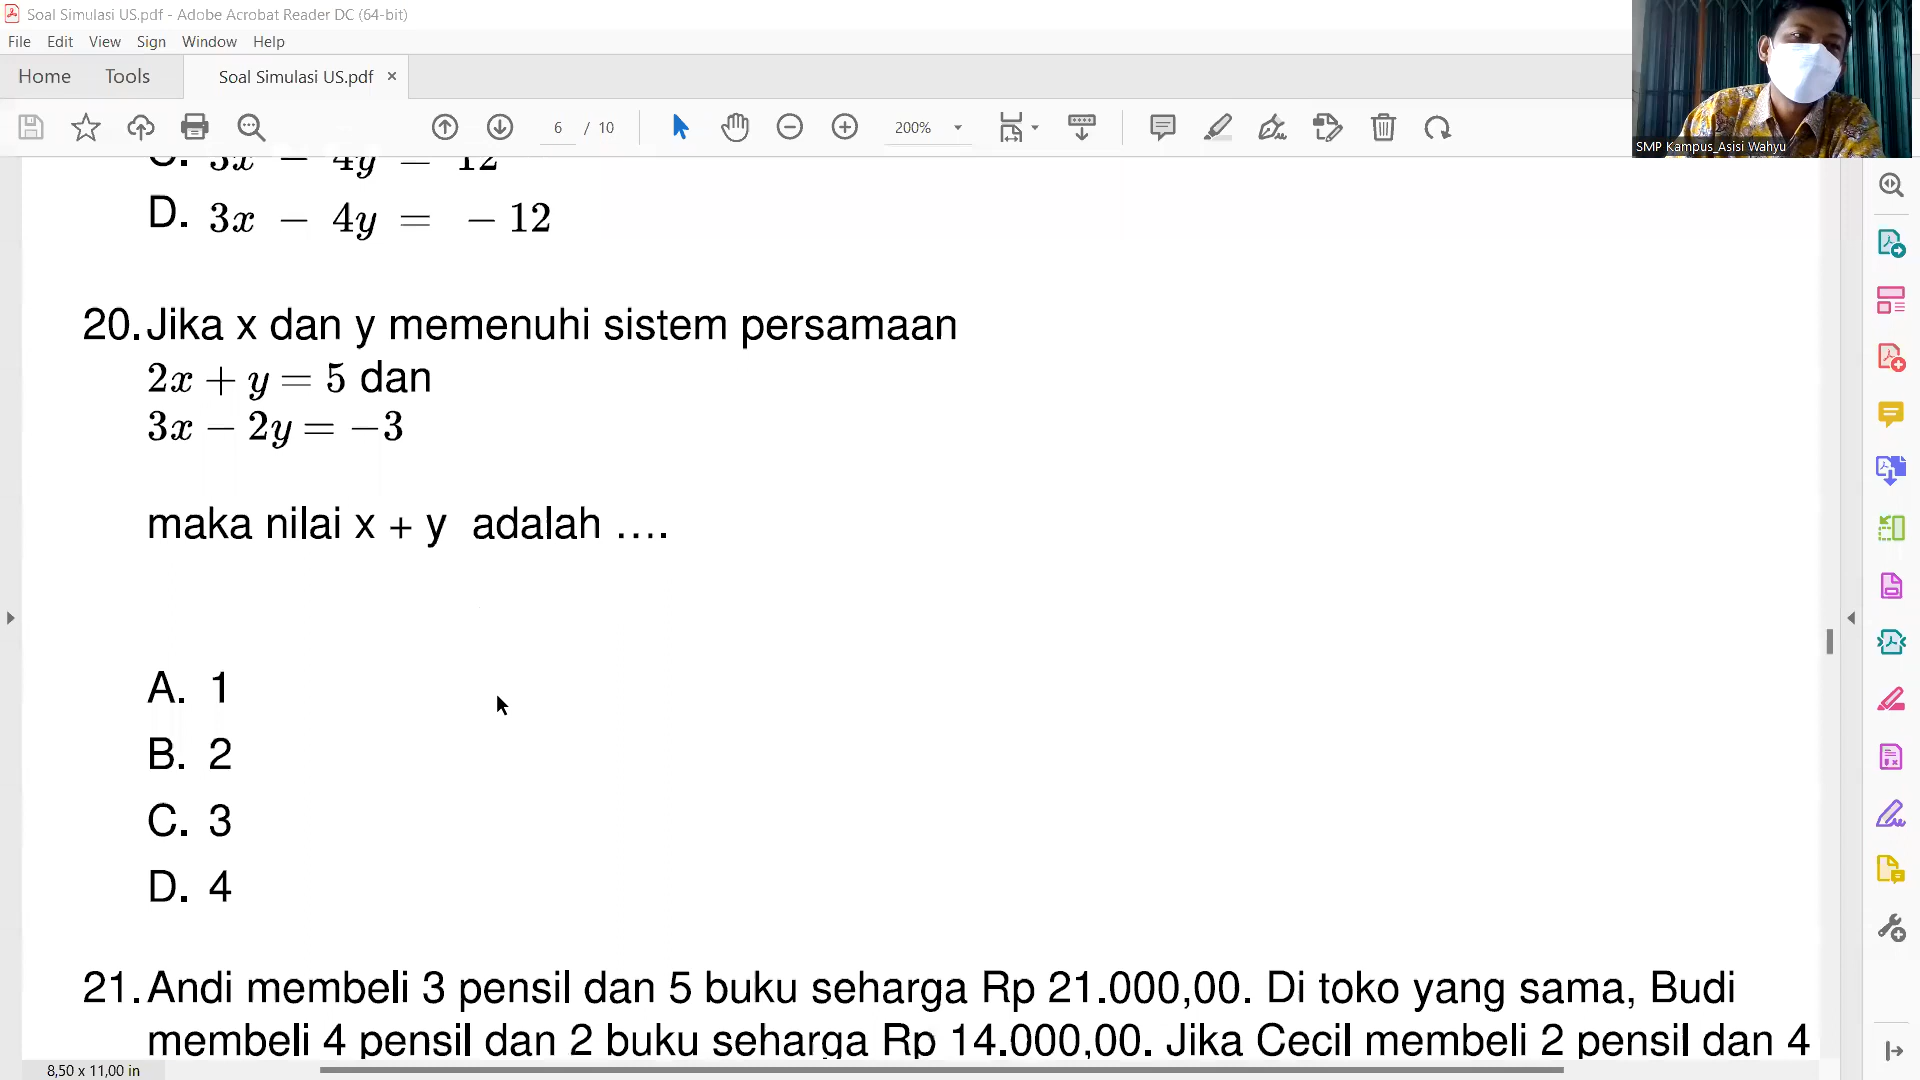 Soal Simulasi US.pdf - Adobe Acrobat Reader DC (64-bit)
File Edit View Sign Window Help
Home Tools Soal Simulasi US.pdf ×
6 / 10 200%
SMP Kampus_Asisi Wahyu
C. 3x − 4y = 12
D. 3x − 4y = − 12
20. Jika x dan y memenuhi sistem persamaan
2x + y = 5 dan
3x − 2y = −3
maka nilai x + y adalah ....
A. 1
B. 2
C. 3
D. 4
21. Andi membeli 3 pensil dan 5 buku seharga Rp 21.000,00. Di toko yang sama, Budi
membeli 4 pensil dan 2 buku seharga Rp 14.000,00. Jika Cecil membeli 2 pensil dan 4
8,50 x 11,00 in